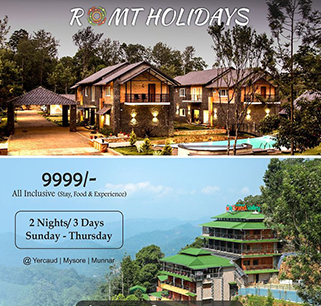 ROMT HOLIDAYS
9999/-
All Inclusive (Stay, Food & Experience)
2 Nights/ 3 Days
Sunday - Thursday
@ Yercaud | Mysore | Munnar